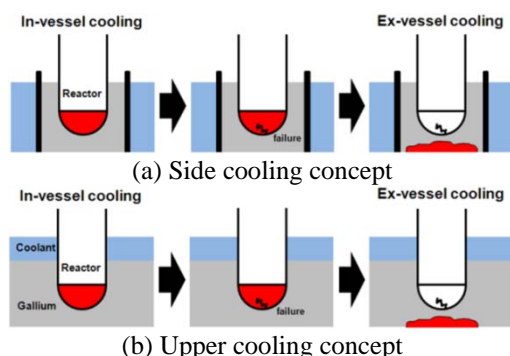 In-vessel cooling
Ex-vessel cooling
Reactor
failure
(a) Side cooling concept
In-vessel cooling
Ex-vessel cooling
Coolant
Reactor
Gallium
failure
(b) Upper cooling concept